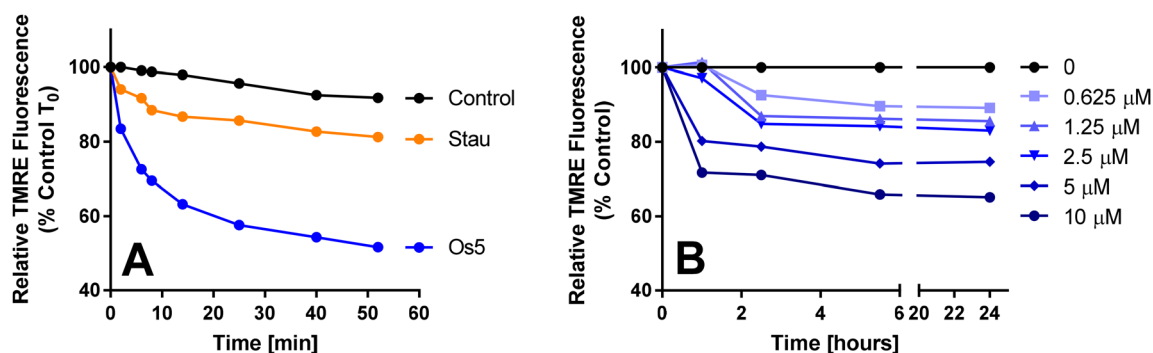 Relative TMRE Fluorescence
(% Control T0)
100
80
60
40
0
10
20
30
40
50
60
Time [min]
Control
Stau
Os5
A
Relative TMRE Fluorescence
(% Control)
100
80
60
40
0
2
4
6
20
22
24
Time [hours]
0
0.625 μM
1.25 μM
2.5 μM
5 μM
10 μM
B